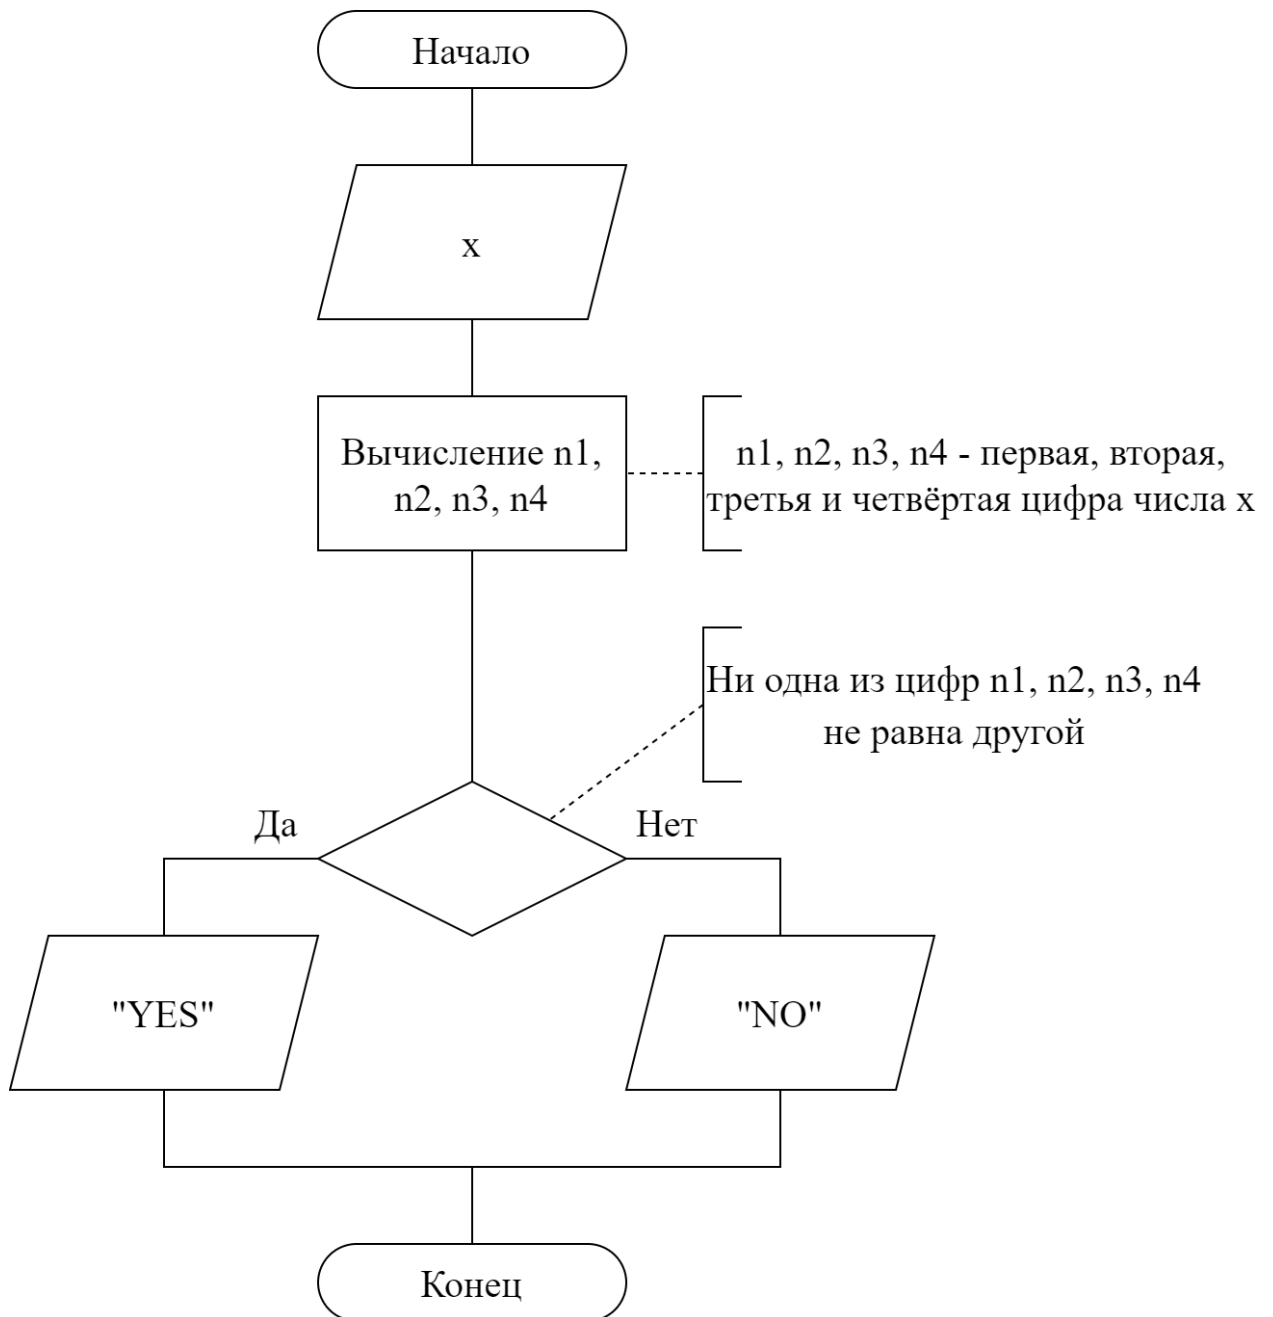 Начало
x
Вычисление n1,
n2, n3, n4
n1, n2, n3, n4 - первая, вторая,
третья и четвёртая цифра числа x
Ни одна из цифр n1, n2, n3, n4
не равна другой
Да
Нет
"YES"
"NO"
Конец